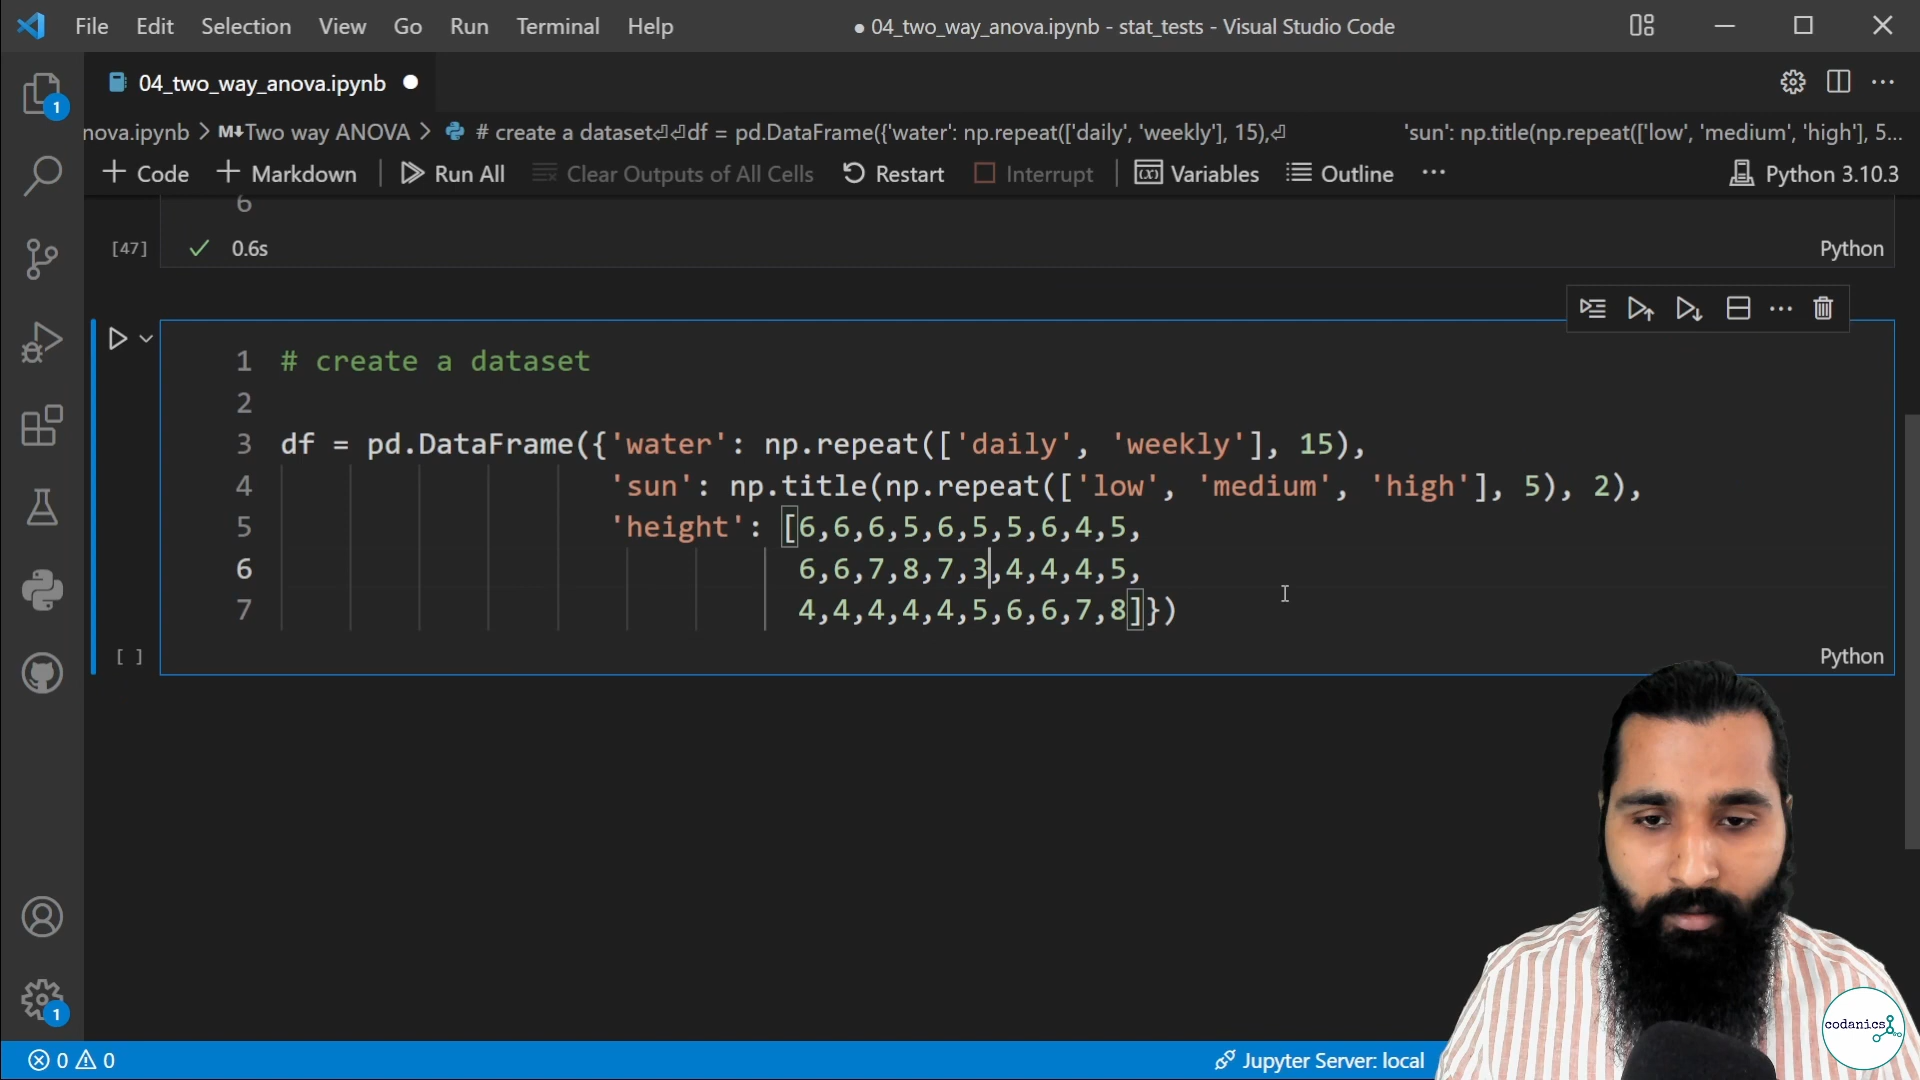 File Edit Selection View Go Run Terminal Help
● 04_two_way_anova.ipynb - stat_tests - Visual Studio Code
04_two_way_anova.ipynb ●
nova.ipynb > M↓Two way ANOVA > # create a dataset⏎⏎df = pd.DataFrame({'water': np.repeat(['daily', 'weekly'], 15),⏎ 'sun': np.title(np.repeat(['low', 'medium', 'high'], 5...
+ Code + Markdown Run All Clear Outputs of All Cells Restart Interrupt Variables Outline ... Python 3.10.3
6
[47] ✓ 0.6s Python
1 # create a dataset
2
3 df = pd.DataFrame({'water': np.repeat(['daily', 'weekly'], 15),
4 'sun': np.title(np.repeat(['low', 'medium', 'high'], 5), 2),
5 'height': [6,6,6,5,6,5,5,6,4,5,
6 6,6,7,8,7,3,4,4,4,5,
7 4,4,4,4,4,5,6,6,7,8]})
[ ] Python
1
1
codanics
0 0 Jupyter Server: local